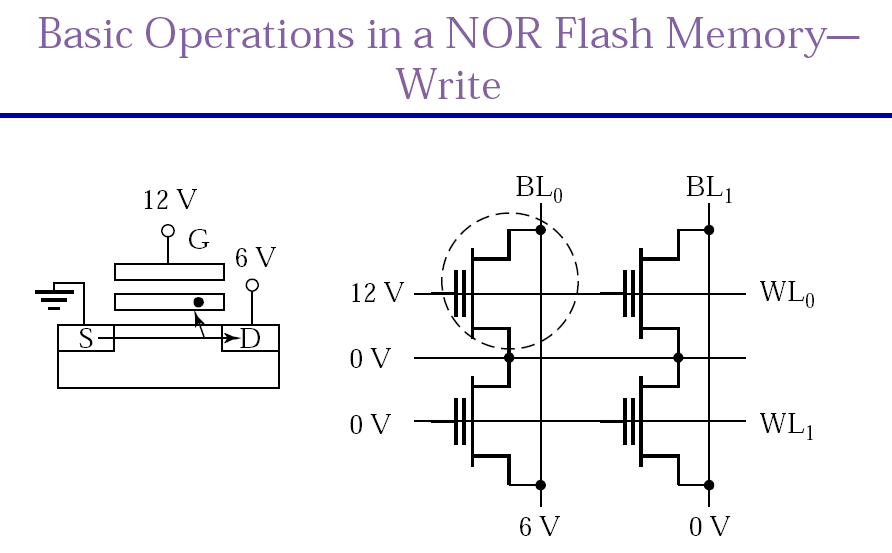 Basic Operations in a NOR Flash Memory—
Write
12 V
G
6 V
S
D
BL₀
BL₁
12 V
WL₀
0 V
0 V
WL₁
6 V
0 V